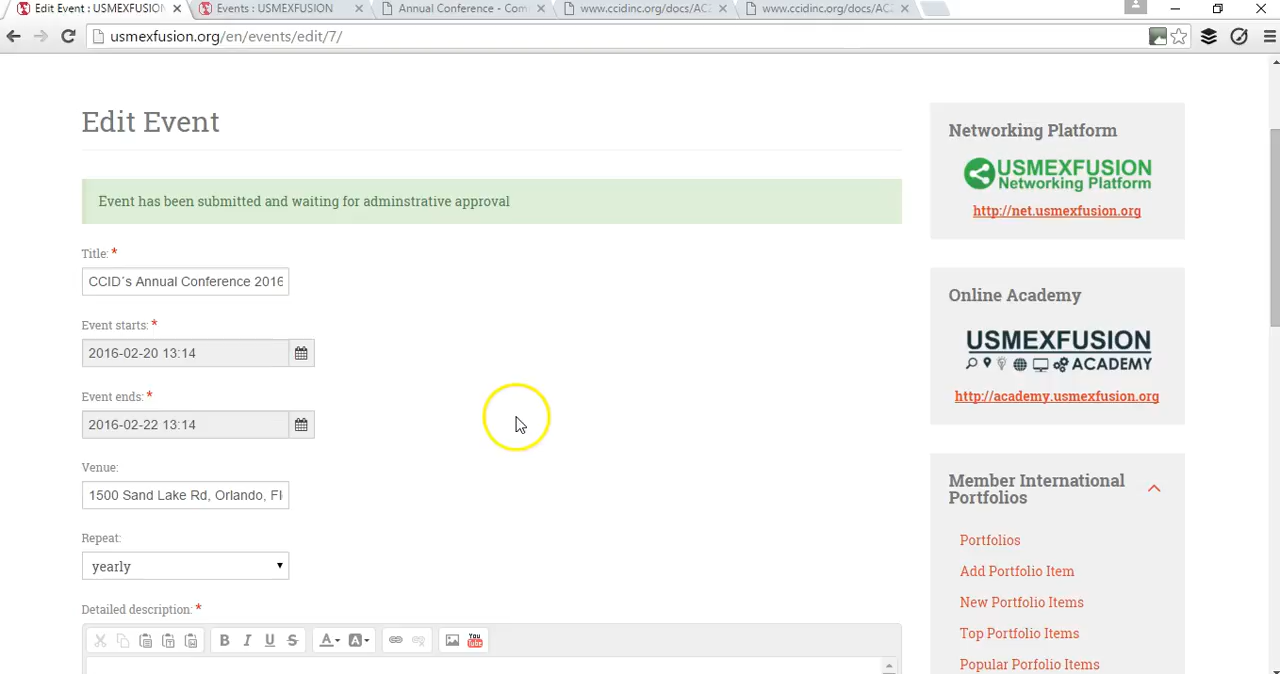 Edit Event : USMEXFUSION
Events : USMEXFUSION
Annual Conference - Com
www.ccidinc.org/docs/AC
www.ccidinc.org/docs/AC
usmexfusion.org/en/events/edit/7/
Edit Event
Event has been submitted and waiting for adminstrative approval
Title: *
CCID´s Annual Conference 2016
Event starts: *
2016-02-20 13:14
Event ends: *
2016-02-22 13:14
Venue:
1500 Sand Lake Rd, Orlando, Fl
Repeat:
yearly
Detailed description: *
B I U S A A You Tube
Networking Platform
USMEXFUSION
Networking Platform
http://net.usmexfusion.org
Online Academy
USMEXFUSION
ACADEMY
http://academy.usmexfusion.org
Member International
Portfolios
Portfolios
Add Portfolio Item
New Portfolio Items
Top Portfolio Items
Popular Porfolio Items